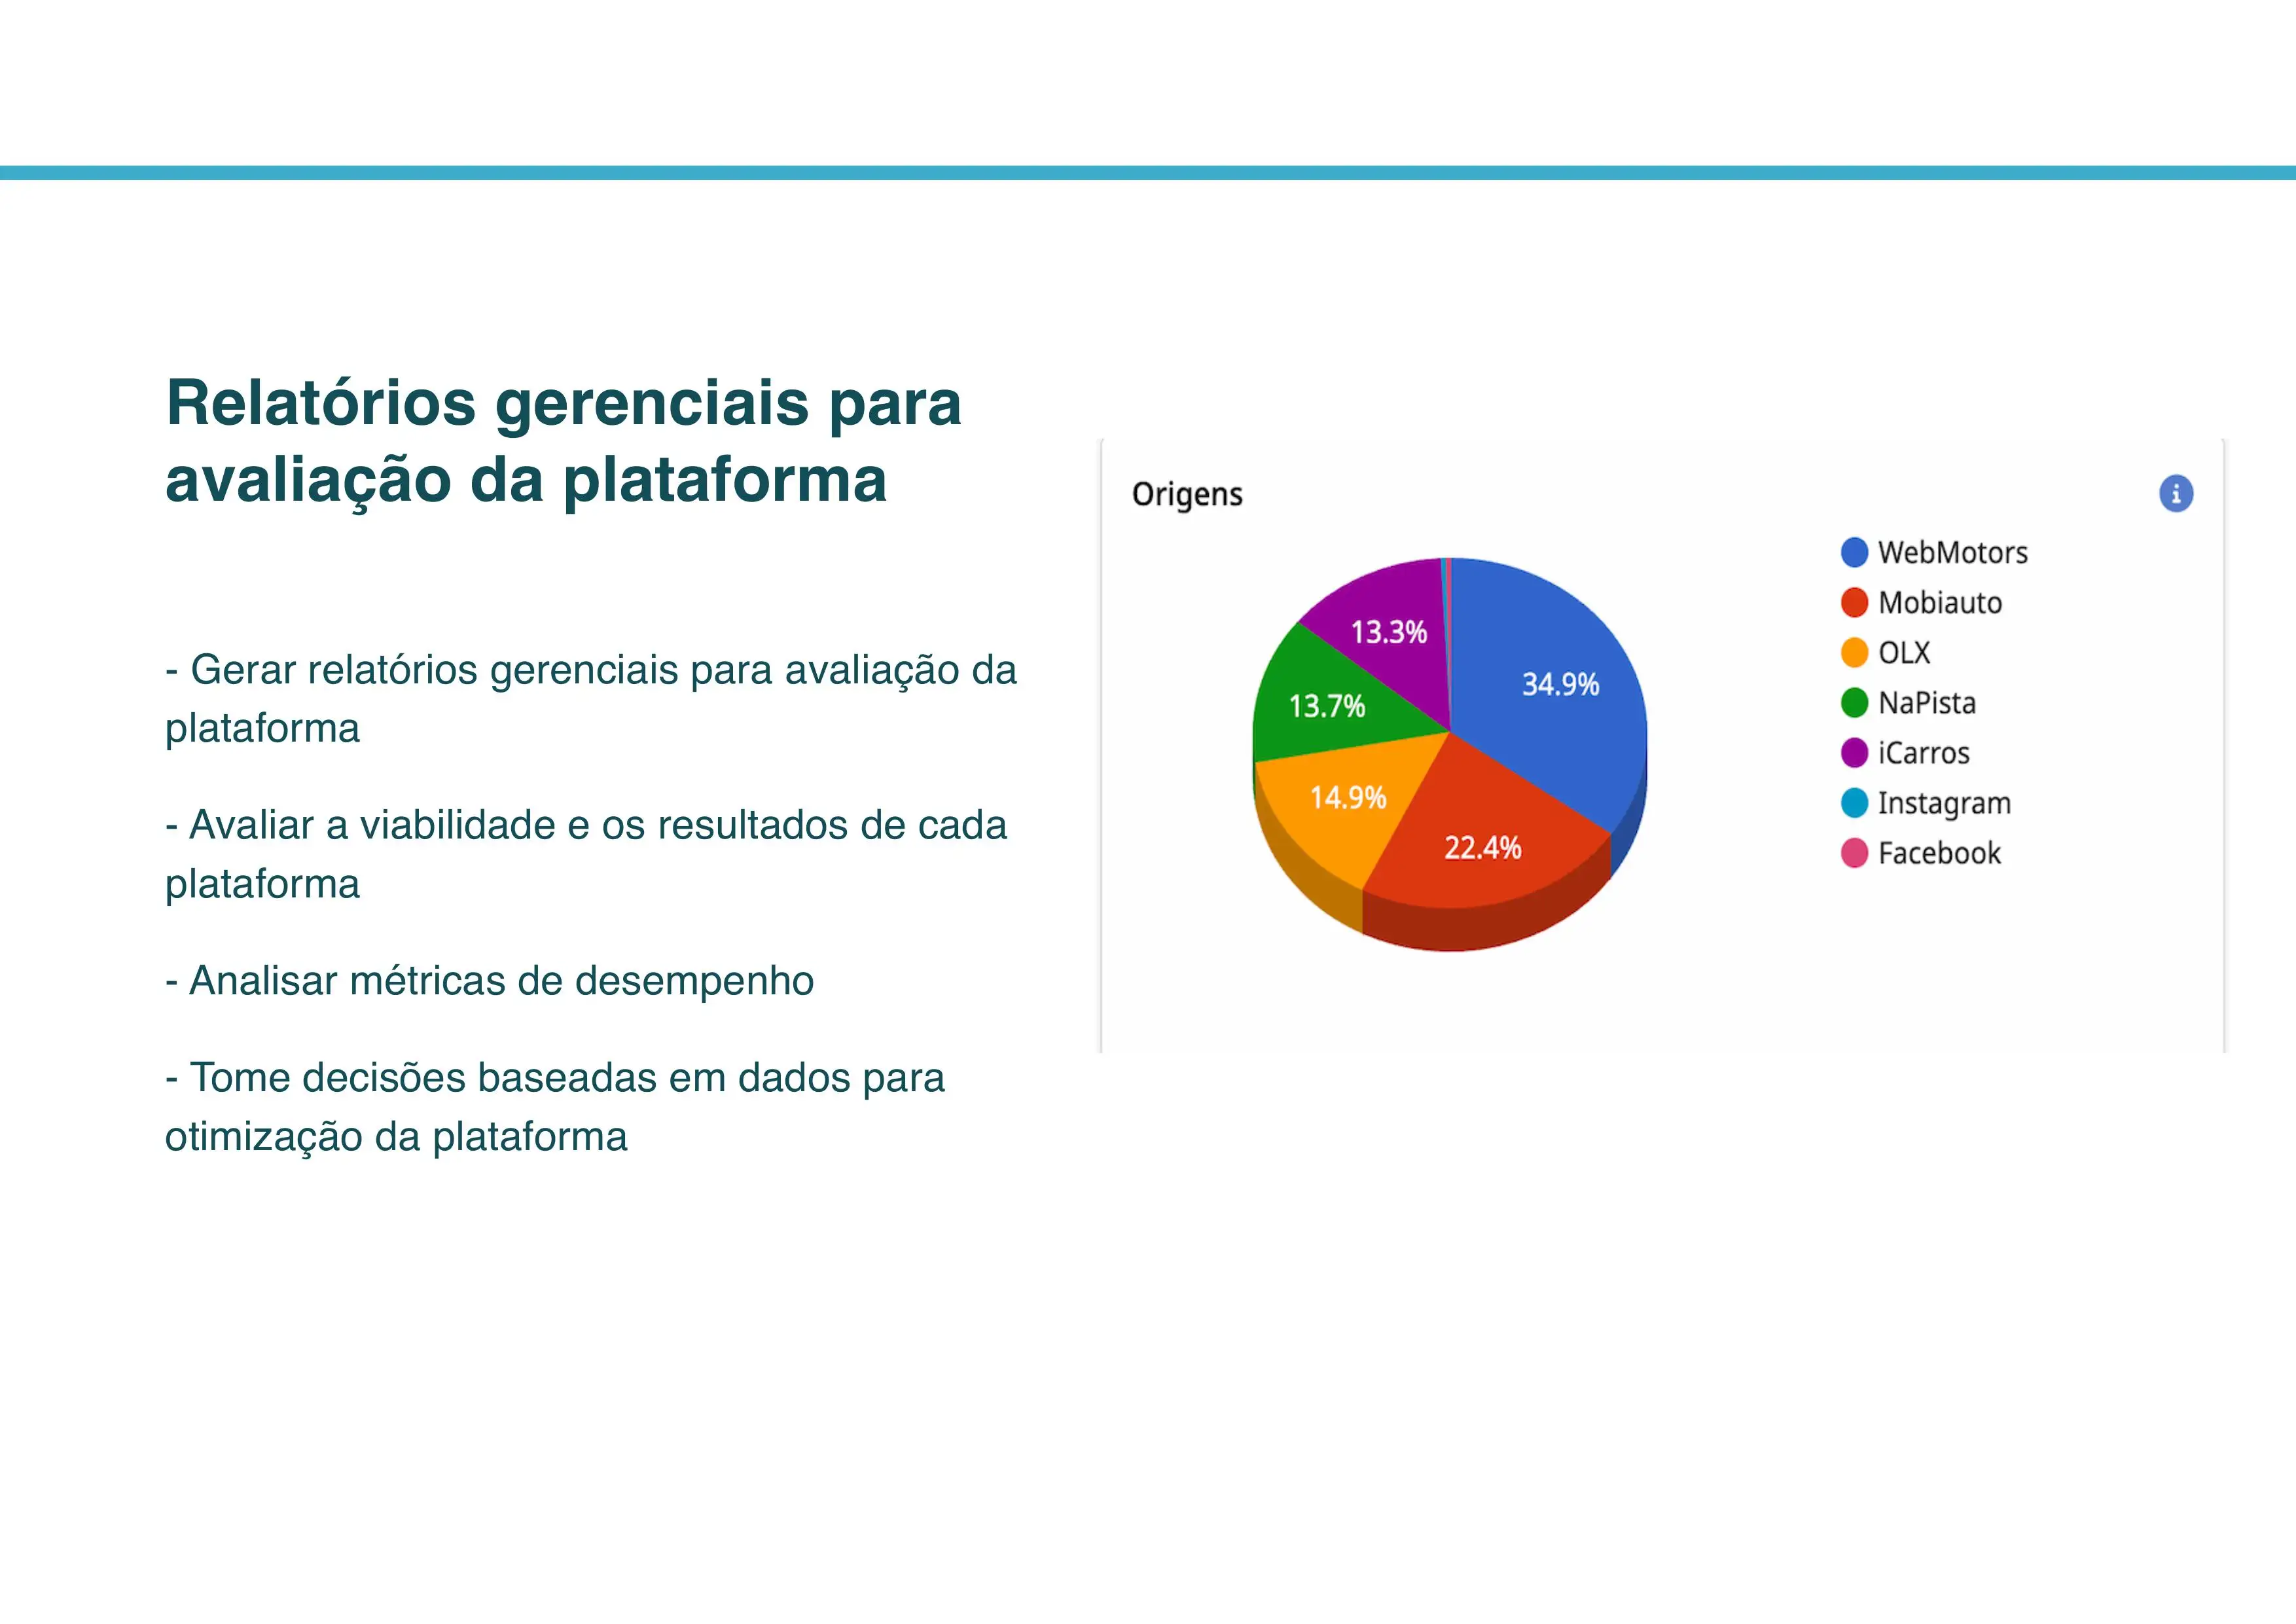 Relatórios gerenciais para
avaliação da plataforma
- Gerar relatórios gerenciais para avaliação da
plataforma
- Avaliar a viabilidade e os resultados de cada
plataforma
- Analisar métricas de desempenho
- Tome decisões baseadas em dados para
otimização da plataforma
Origens
i
34.9%
22.4%
14.9%
13.7%
13.3%
WebMotors
Mobiauto
OLX
NaPista
iCarros
Instagram
Facebook